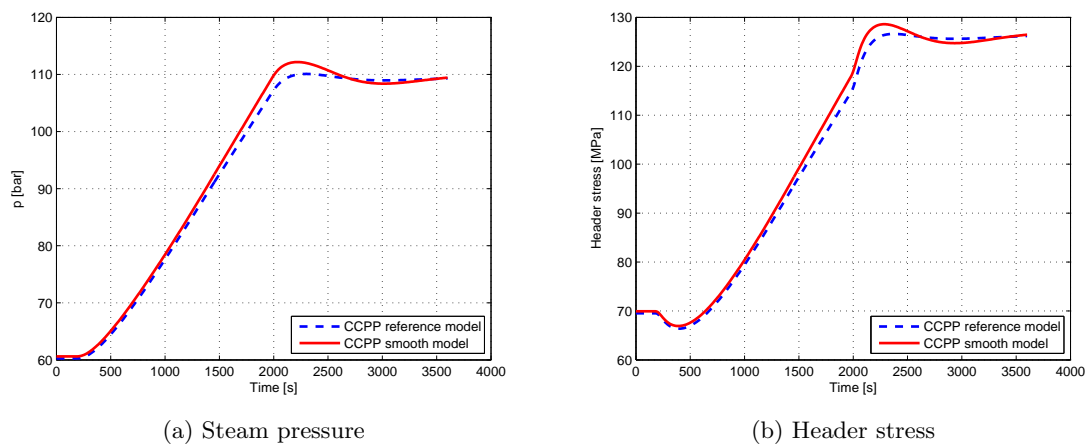 120
110
100
90
80
70
60
p [bar]
0 500 1000 1500 2000 2500 3000 3500 4000
Time [s]
CCPP reference model
CCPP smooth model
(a) Steam pressure
130
120
110
100
90
80
70
60
Header stress [MPa]
0 500 1000 1500 2000 2500 3000 3500 4000
Time [s]
CCPP reference model
CCPP smooth model
(b) Header stress